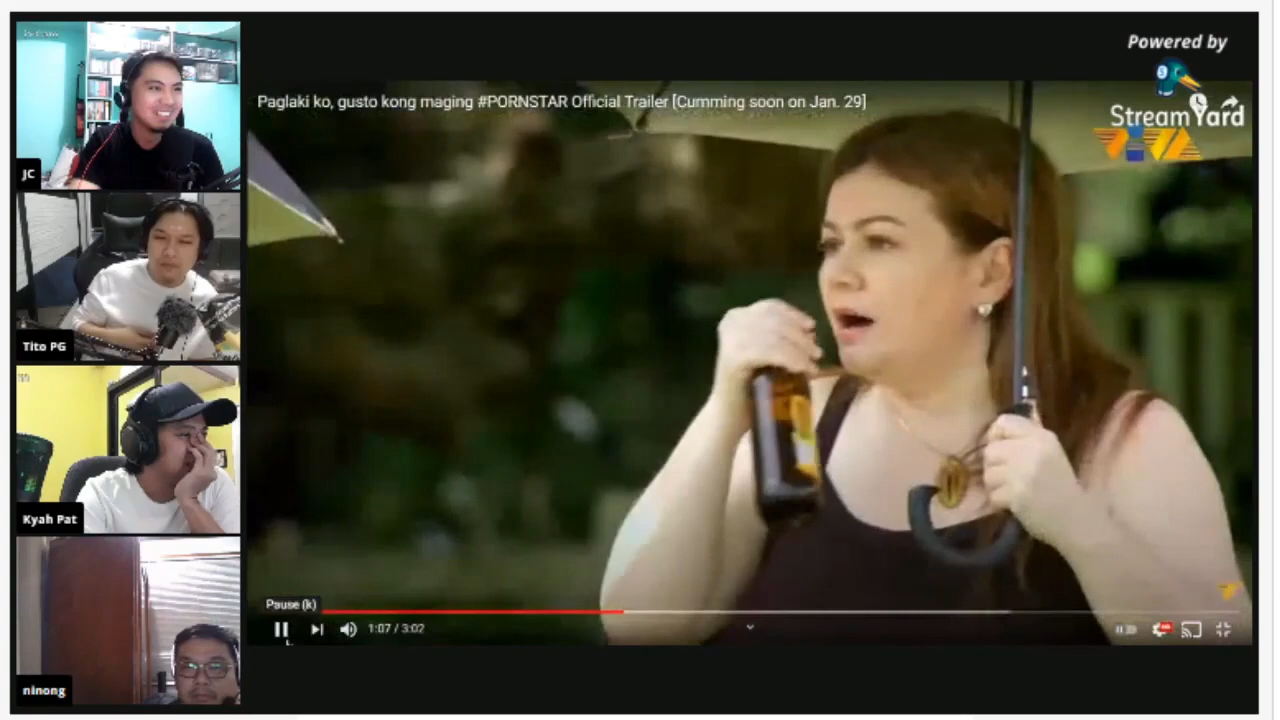 Powered by
StreamYard
VIVA
Paglaki ko, gusto kong maging #PORNSTAR Official Trailer [Cumming soon on Jan. 29]
JC
Tito PG
Kyah Pat
ninong
Pause (k)
1:07 / 3:02